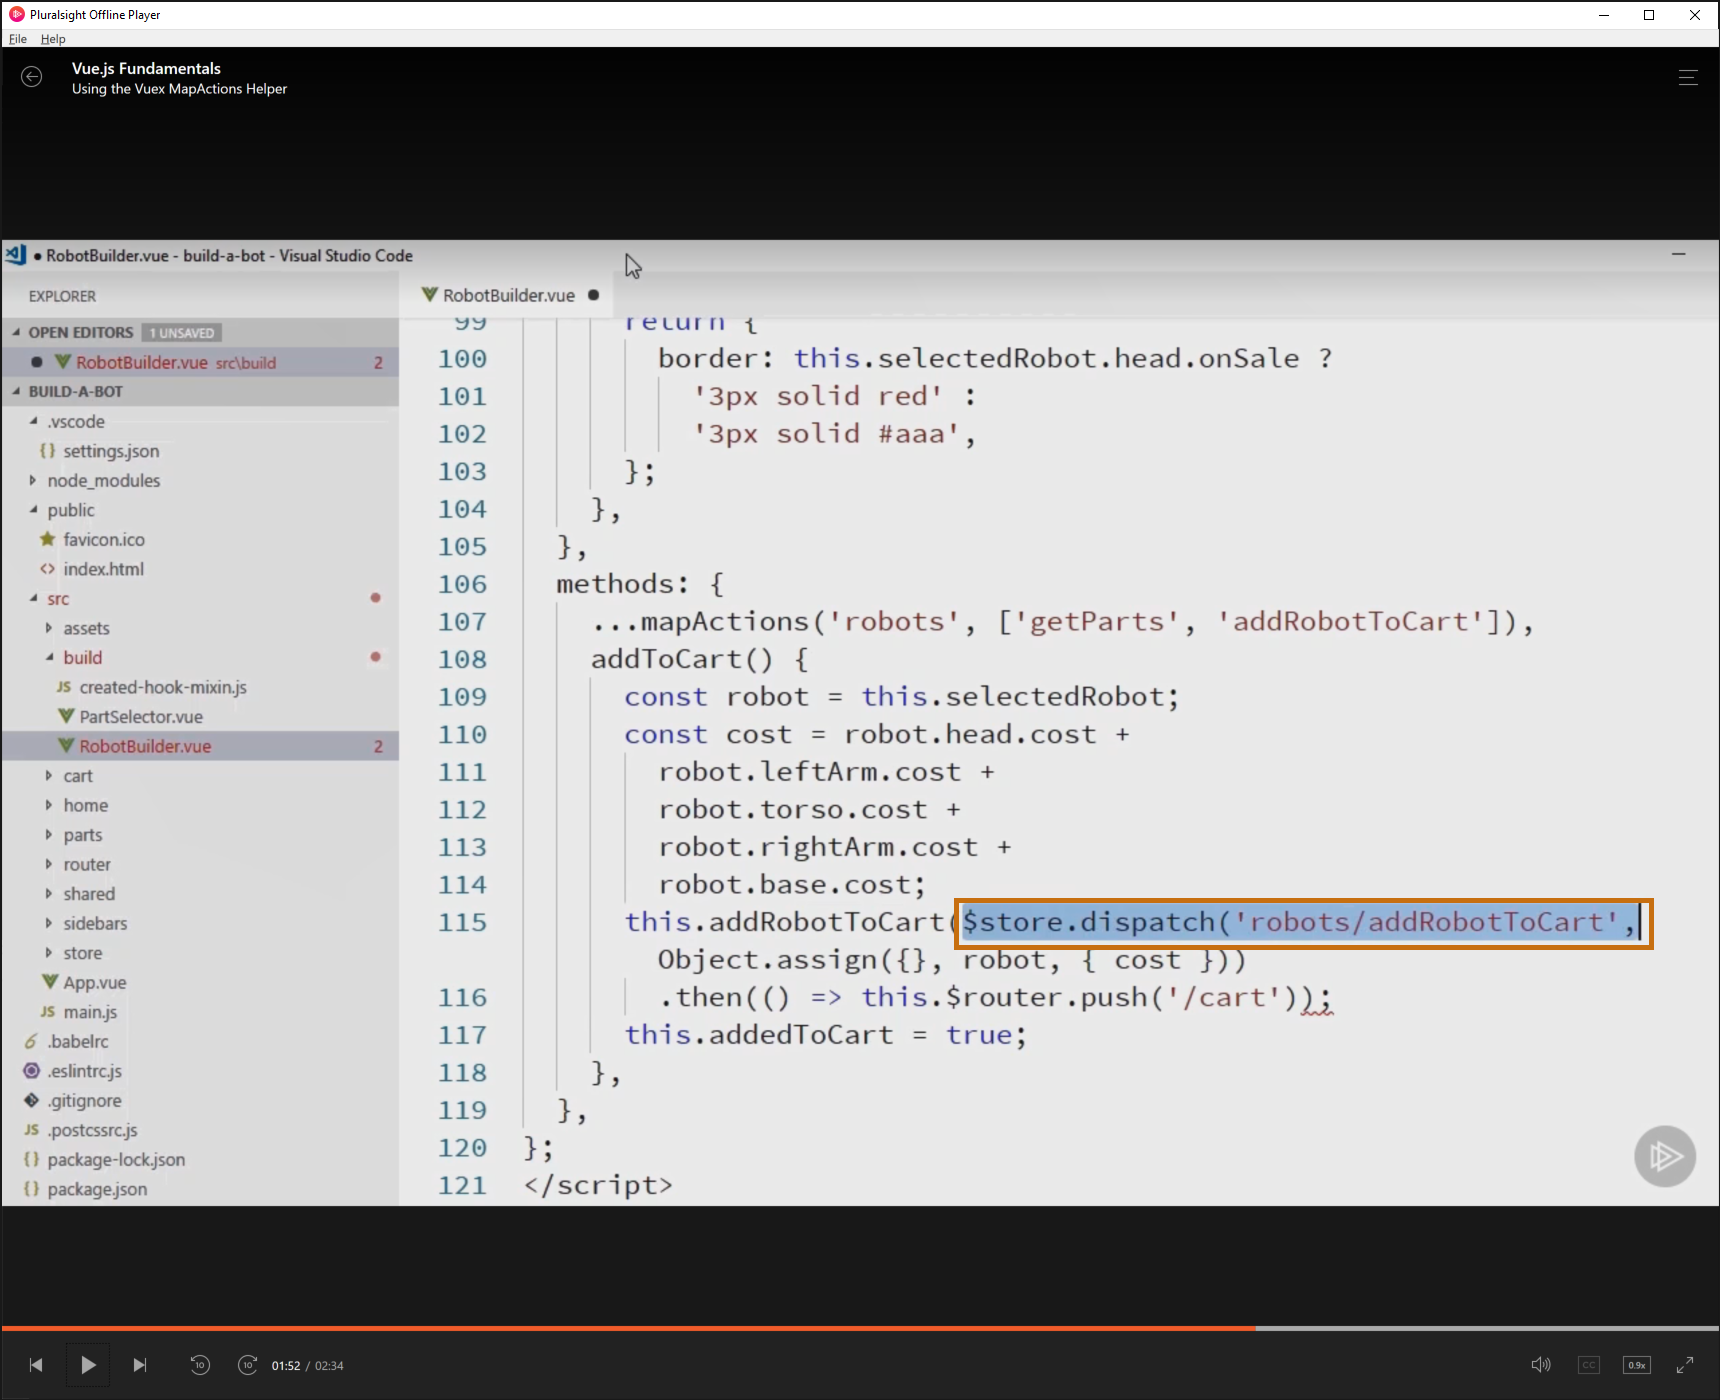 Pluralsight Offline Player
File Help
Vue.js Fundamentals
Using the Vuex MapActions Helper
● RobotBuilder.vue - build-a-bot - Visual Studio Code
EXPLORER
RobotBuilder.vue ●
OPEN EDITORS 1 UNSAVED
● RobotBuilder.vue src\build 2
BUILD-A-BOT
.vscode
{} settings.json
node_modules
public
favicon.ico
<> index.html
src
assets
build
JS created-hook-mixin.js
PartSelector.vue
RobotBuilder.vue 2
cart
home
parts
router
shared
sidebars
store
App.vue
JS main.js
.babelrc
.eslintrc.js
.gitignore
JS .postcssrc.js
{} package-lock.json
{} package.json
99 return {
100 border: this.selectedRobot.head.onSale ?
101 '3px solid red' :
102 '3px solid #aaa',
103 };
104 },
105 },
106 methods: {
107 ...mapActions('robots', ['getParts', 'addRobotToCart']),
108 addToCart() {
109 const robot = this.selectedRobot;
110 const cost = robot.head.cost +
111 robot.leftArm.cost +
112 robot.torso.cost +
113 robot.rightArm.cost +
114 robot.base.cost;
115 this.addRobotToCart($store.dispatch('robots/addRobotToCart',
Object.assign({}, robot, { cost }))
116 .then(() => this.$router.push('/cart'));
117 this.addedToCart = true;
118 },
119 },
120 };
121 </script>
10 10 01:52 / 02:34 CC 0.9x